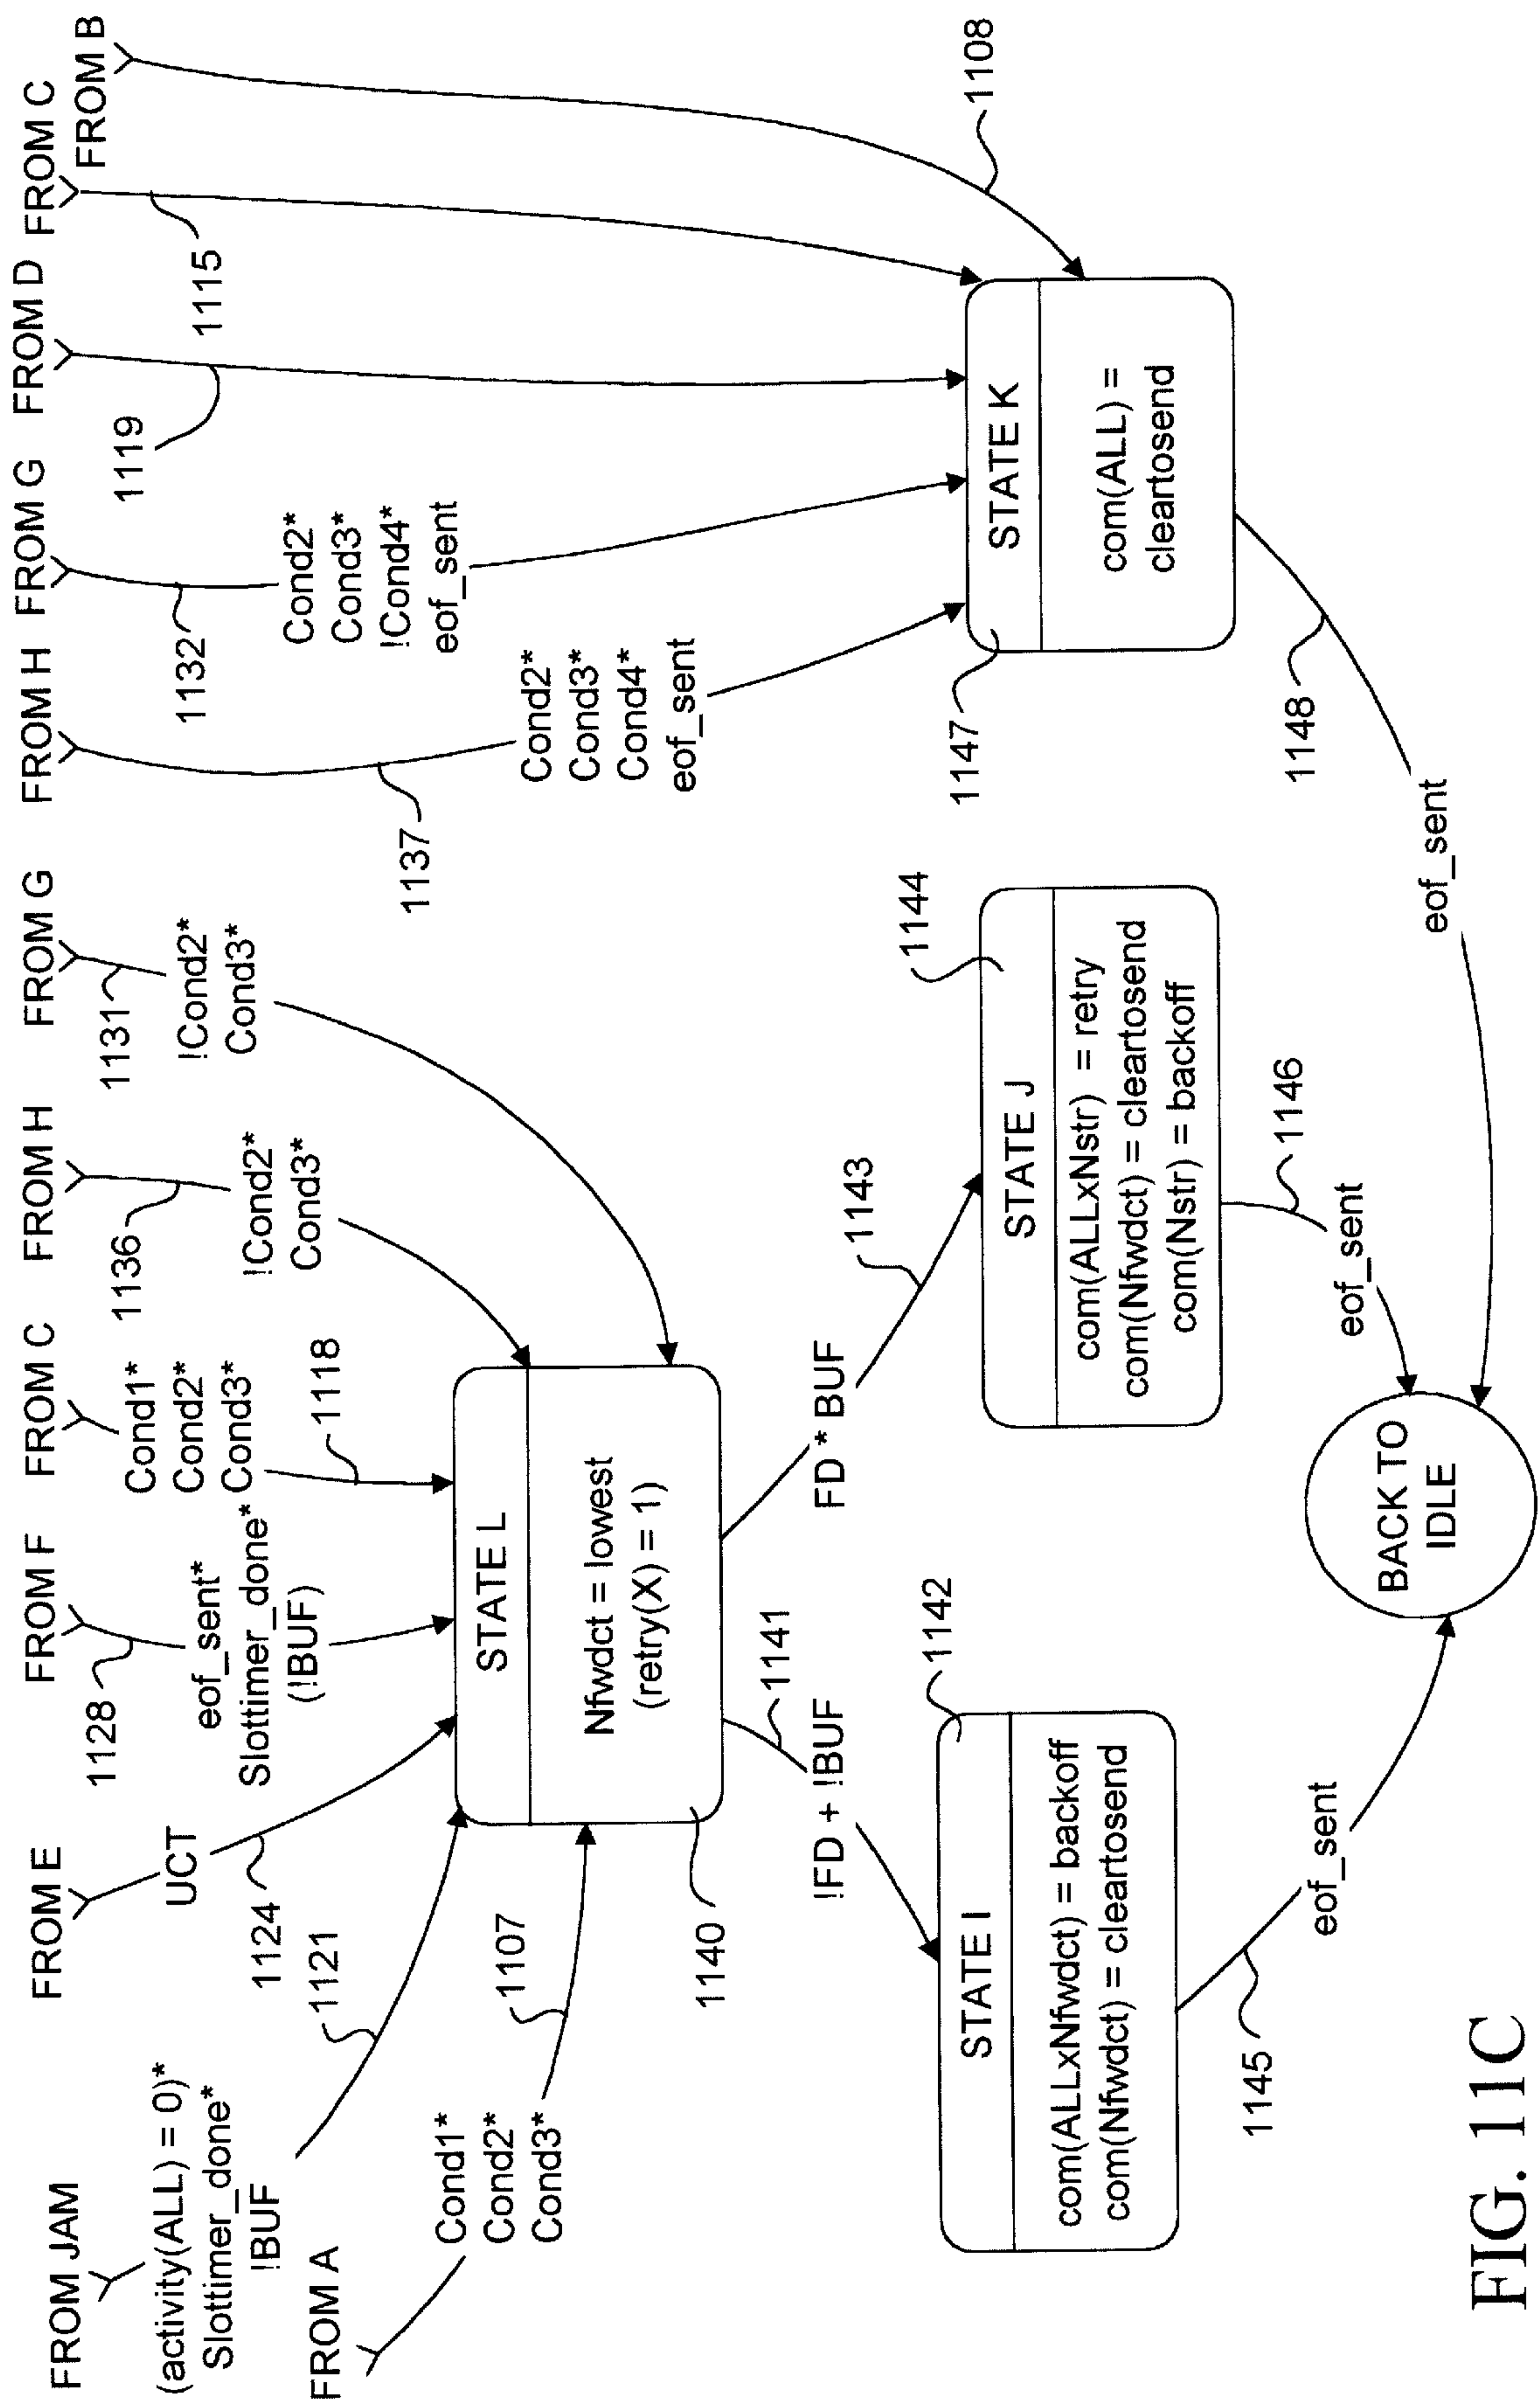 FROM JAM
(activity(ALL) = 0)*
Slottimer_done*
!BUF
1121
FROM A
Cond1*
Cond2*
Cond3*
1107
FROM E
UCT
1124
FROM F
1128
eof_sent*
Slottimer_done*
(!BUF)
FROM C
Cond1*
Cond2*
Cond3*
1118
FROM H
1136
!Cond2*
Cond3*
FROM G
1131
!Cond2*
Cond3*
FROM H
1137
Cond2*
Cond3*
Cond4*
eof_sent
FROM G
1132
Cond2*
Cond3*
!Cond4*
eof_sent
FROM D
1119
FROM C
1115
FROM B
1108
STATE L
Nfwdct = lowest
(retry(X) = 1)
1140
!FD + !BUF
1141
FD * BUF
1143
STATE I
com(ALLxNfwdct) = backoff
com(Nfwdct) = cleartosend
1142
STATE J
com(ALLxNstr) = retry
com(Nfwdct) = cleartosend
com(Nstr) = backoff
1144
STATE K
com(ALL) =
cleartosend
1147
1145
eof_sent
1146
eof_sent
1148
eof_sent
BACK TO
IDLE
FIG. 11C